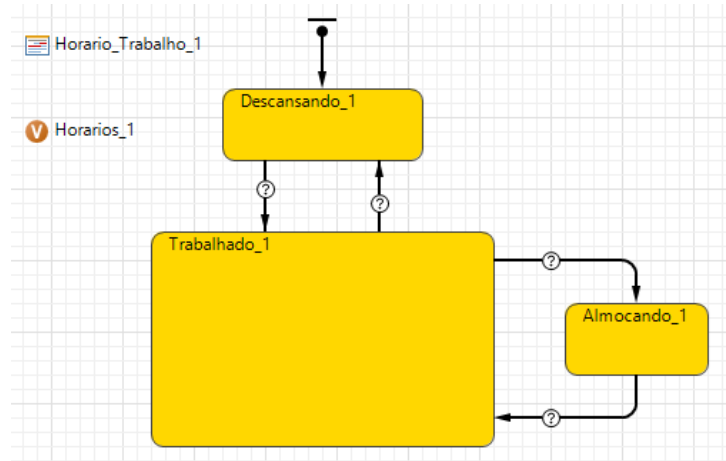 Horario_Trabalho_1
Descansando_1
V Horarios_1
?
?
Trabalhado_1
?
Almocando_1
?